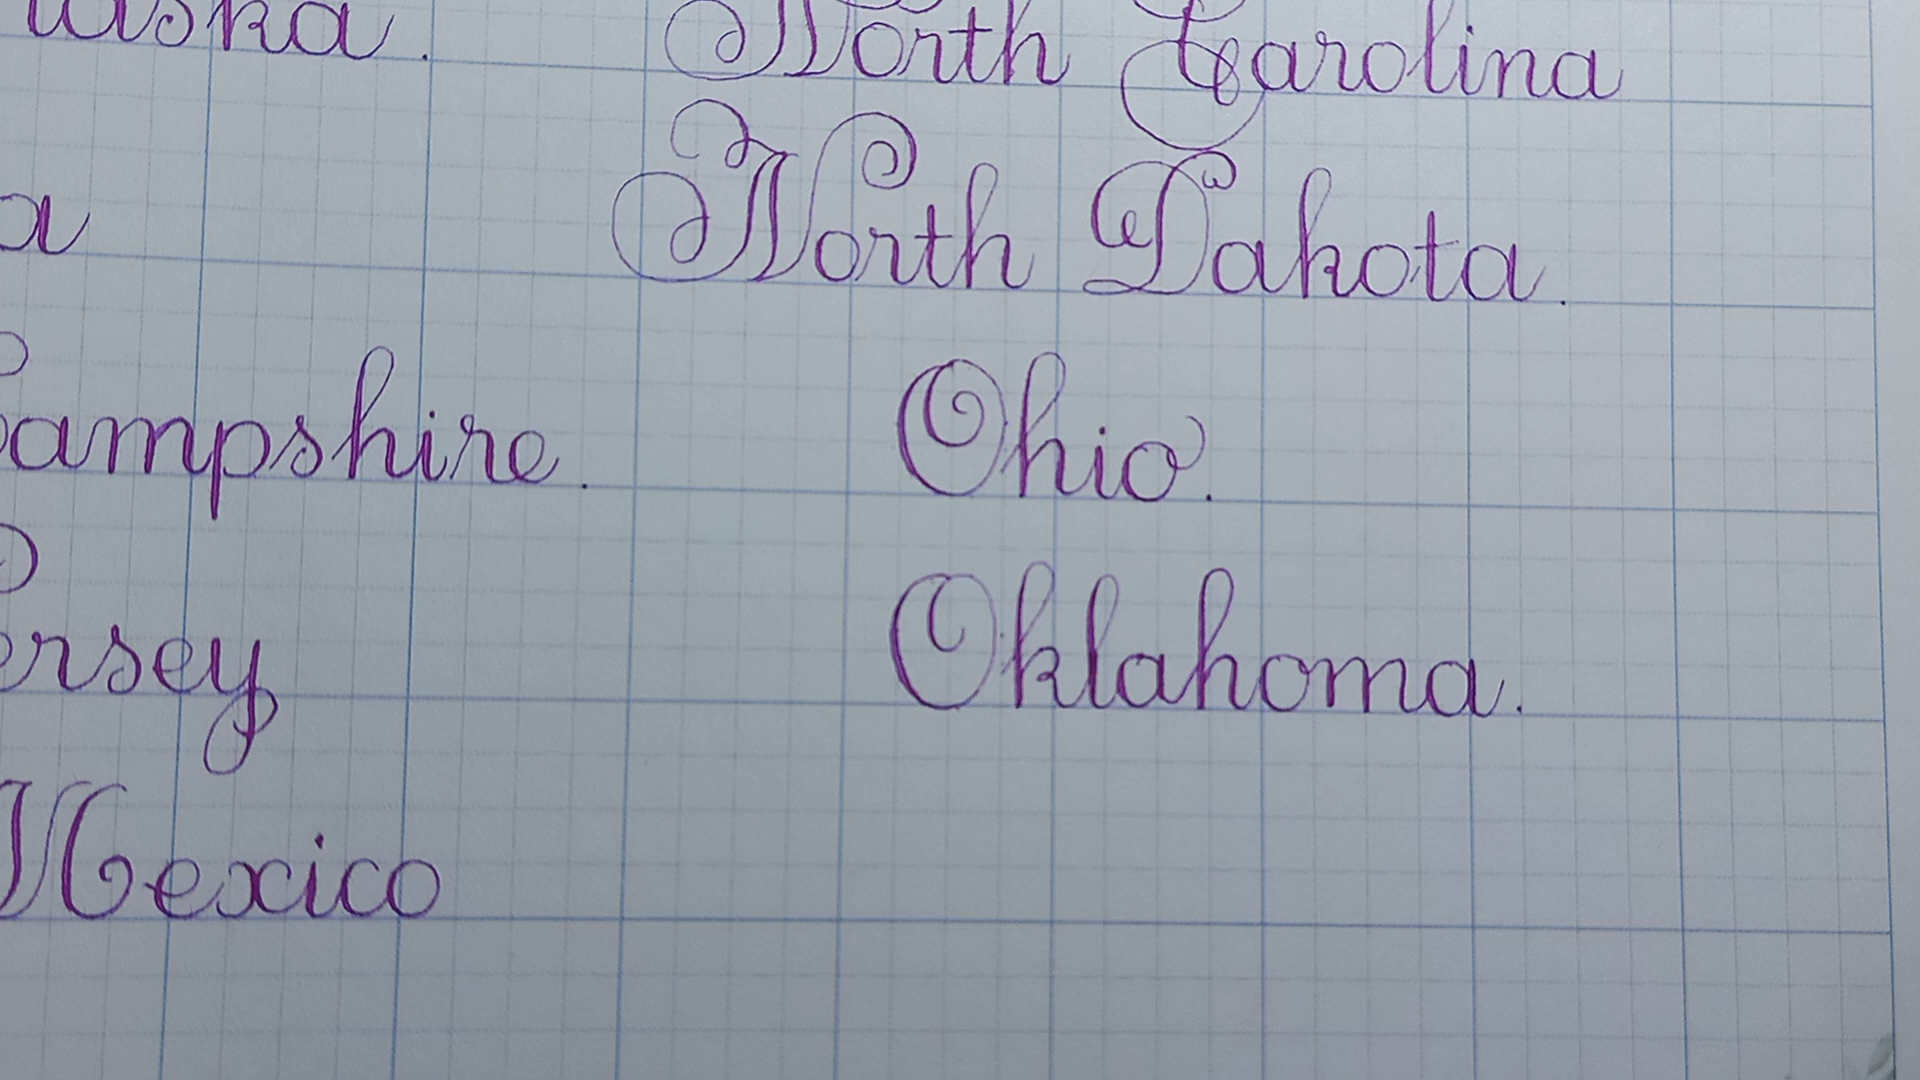 North Carolina
North Dakota.
ampshire. Ohio.
ersey Oklahoma.
Mexico